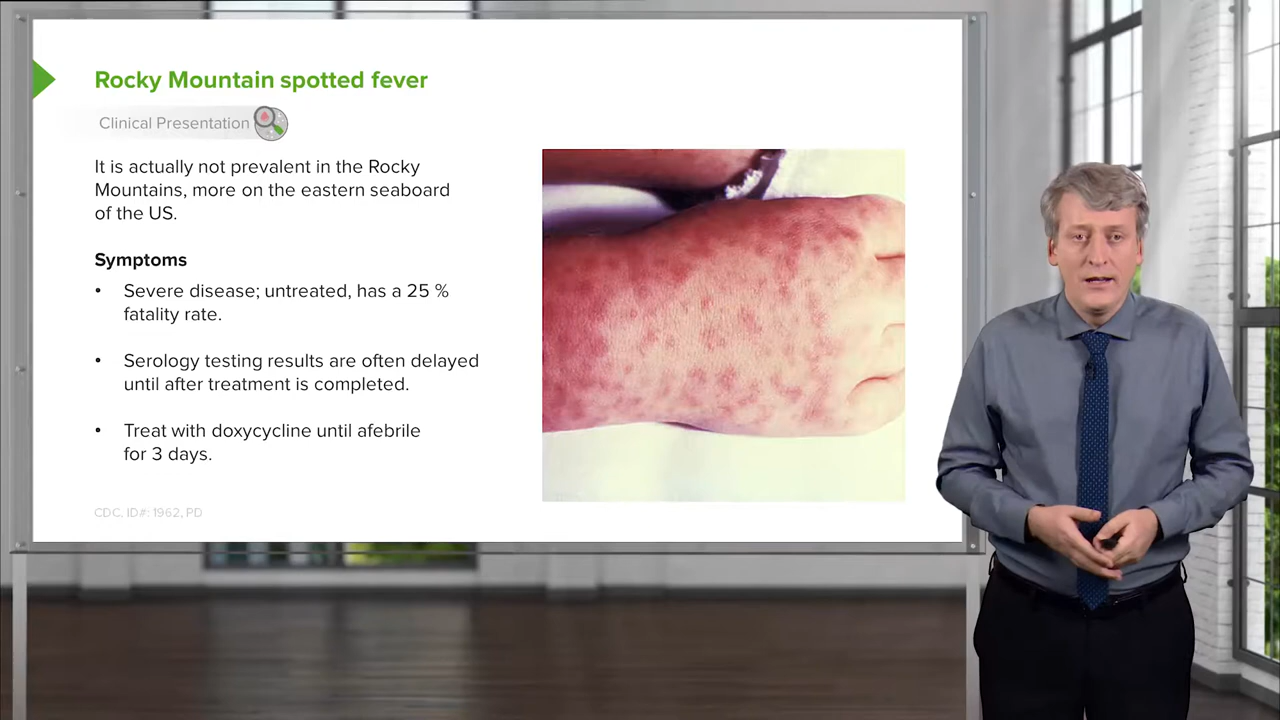 Rocky Mountain spotted fever
Clinical Presentation
It is actually not prevalent in the Rocky
Mountains, more on the eastern seaboard
of the US.
Symptoms
• Severe disease; untreated, has a 25 %
fatality rate.
• Serology testing results are often delayed
until after treatment is completed.
• Treat with doxycycline until afebrile
for 3 days.
CDC, ID#: 1962, PD